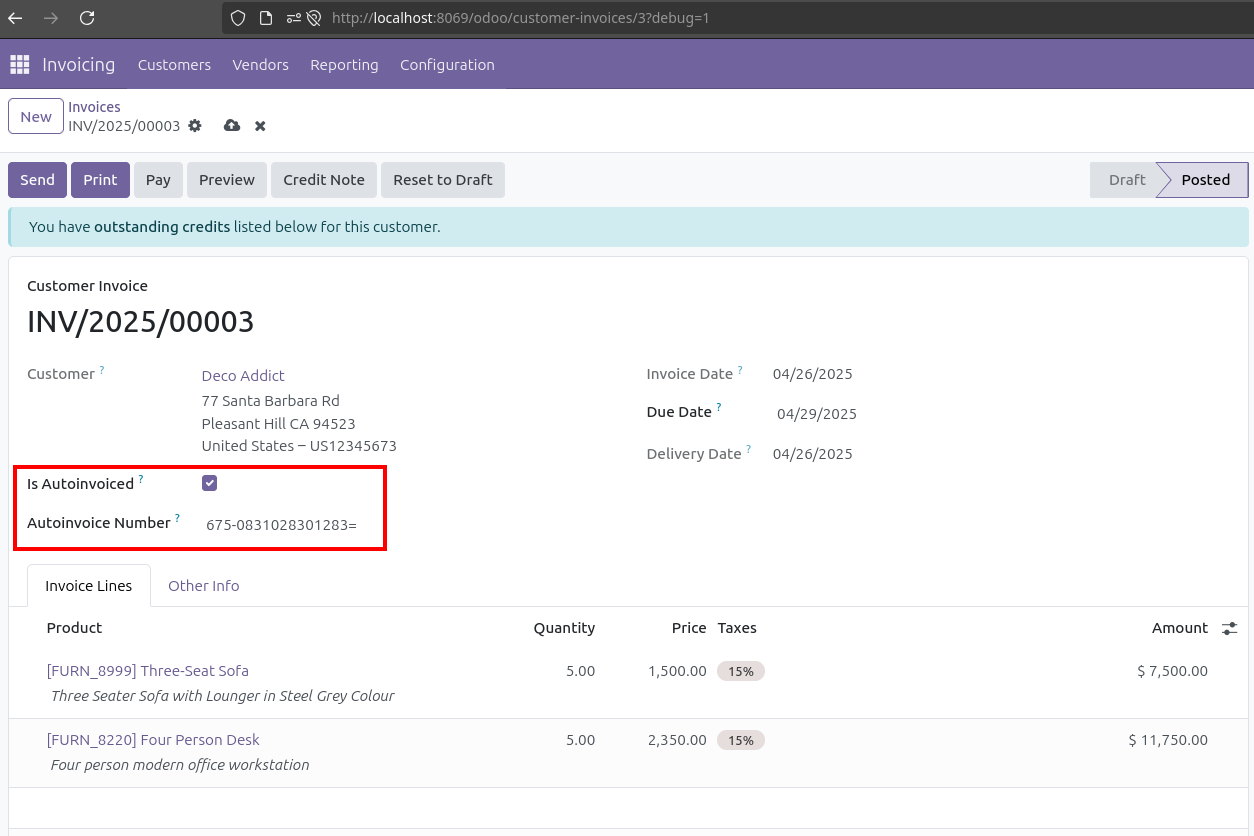 http://localhost:8069/odoo/customer-invoices/3?debug=1
Invoicing Customers Vendors Reporting Configuration
New
Invoices
INV/2025/00003
Send Print Pay Preview Credit Note Reset to Draft Draft Posted
You have outstanding credits listed below for this customer.
Customer Invoice
INV/2025/00003
Customer ? Deco Addict
77 Santa Barbara Rd
Pleasant Hill CA 94523
United States – US12345673
Invoice Date ? 04/26/2025
Due Date ? 04/29/2025
Delivery Date ? 04/26/2025
Is Autoinvoiced ?
Autoinvoice Number ? 675-0831028301283=
Invoice Lines Other Info
Product Quantity Price Taxes Amount
[FURN_8999] Three-Seat Sofa 5.00 1,500.00 15% $ 7,500.00
Three Seater Sofa with Lounger in Steel Grey Colour
[FURN_8220] Four Person Desk 5.00 2,350.00 15% $ 11,750.00
Four person modern office workstation